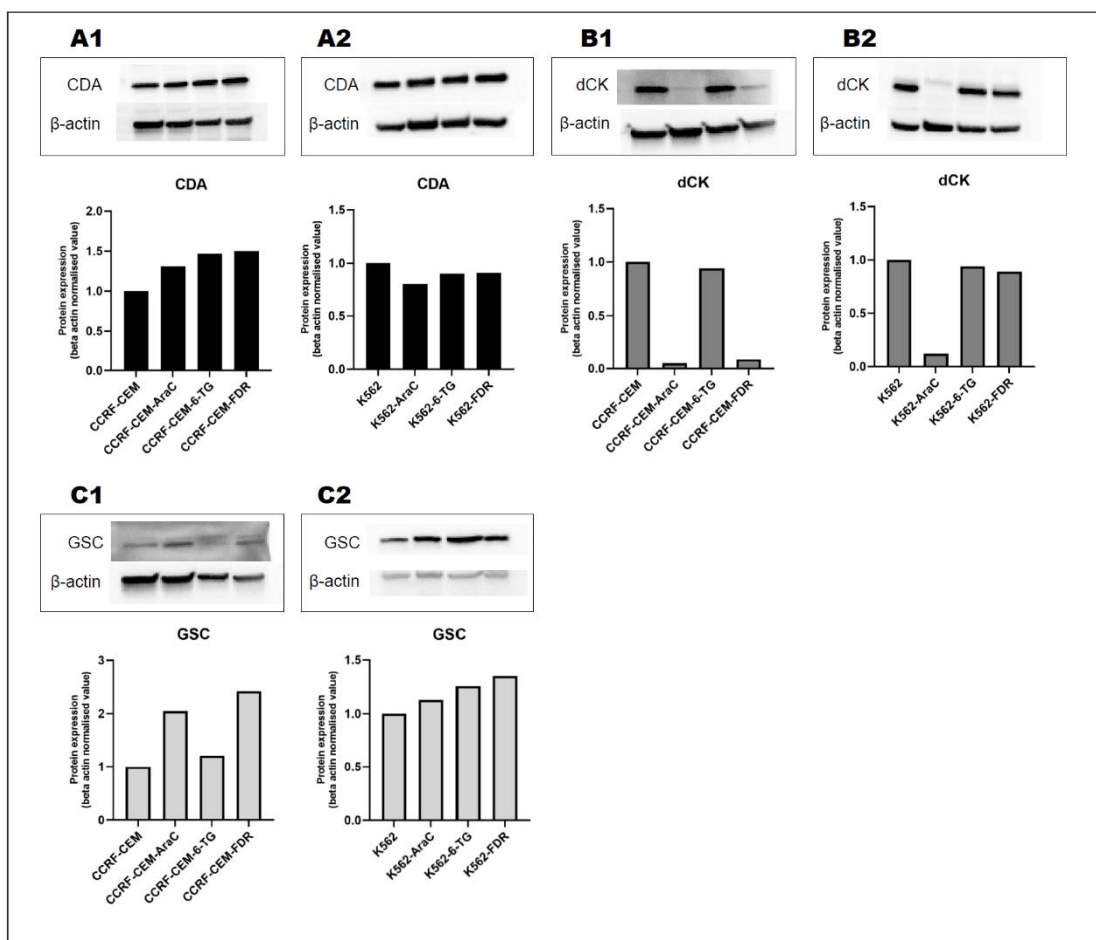 A1
CDA
β-actin
CDA
Protein expression
(beta actin normalised value)
2.0
1.5
1.0
0.5
0.0
CCRF-CEM
CCRF-CEM-AraC
CCRF-CEM-6-TG
CCRF-CEM-FDR
A2
CDA
β-actin
CDA
Protein expression
(beta actin normalised value)
1.5
1.0
0.5
0.0
K562
K562-AraC
K562-6-TG
K562-FDR
B1
dCK
β-actin
dCK
Protein expression
(beta actin normalised value)
1.5
1.0
0.5
0.0
CCRF-CEM
CCRF-CEM-AraC
CCRF-CEM-6-TG
CCRF-CEM-FDR
B2
dCK
β-actin
dCK
Protein expression
(beta actin normalised value)
1.5
1.0
0.5
0.0
K562
K562-AraC
K562-6-TG
K562-FDR
C1
GSC
β-actin
GSC
Protein expression
(beta actin normalised value)
3
2
1
0
CCRF-CEM
CCRF-CEM-AraC
CCRF-CEM-6-TG
CCRF-CEM-FDR
C2
GSC
β-actin
GSC
Protein expression
(beta actin normalised value)
1.5
1.0
0.5
0.0
K562
K562-AraC
K562-6-TG
K562-FDR